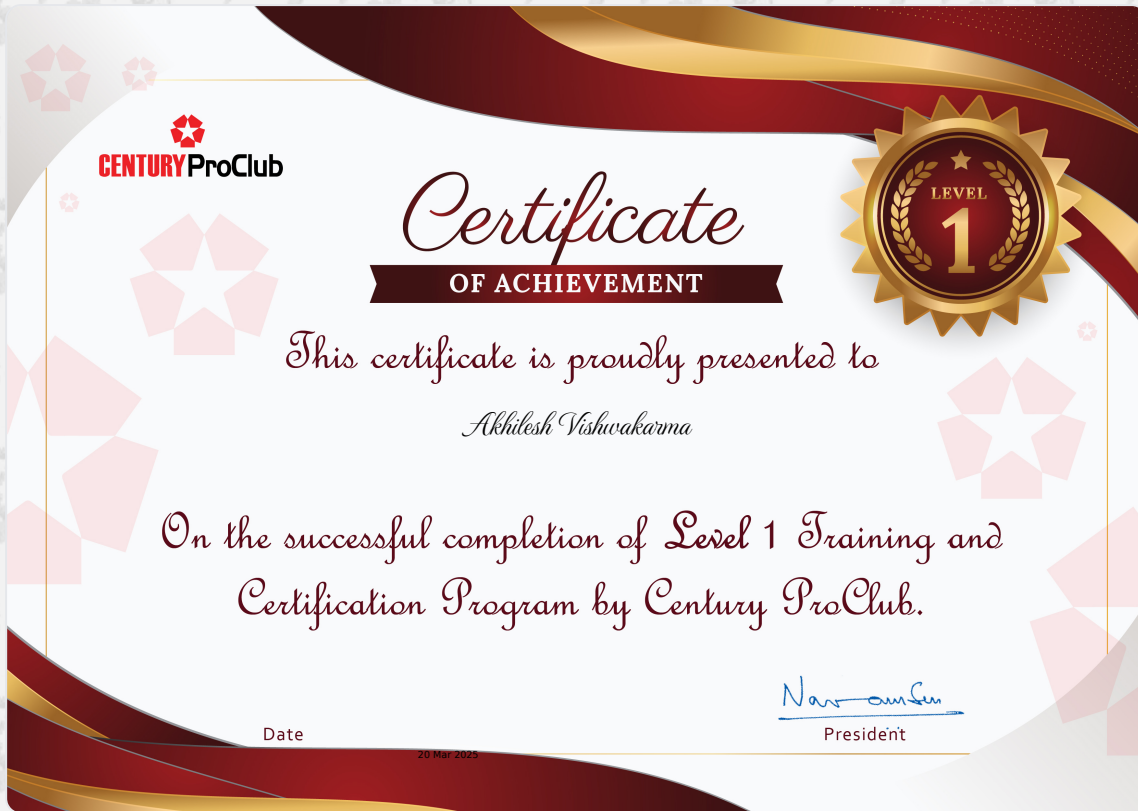 CENTURY ProClub
LEVEL
1
Certificate
OF ACHIEVEMENT
This certificate is proudly presented to
Akhilesh Vishwakarma
On the successful completion of Level 1 Training and
Certification Program by Century ProClub.
Date
President
20 Mar 2025